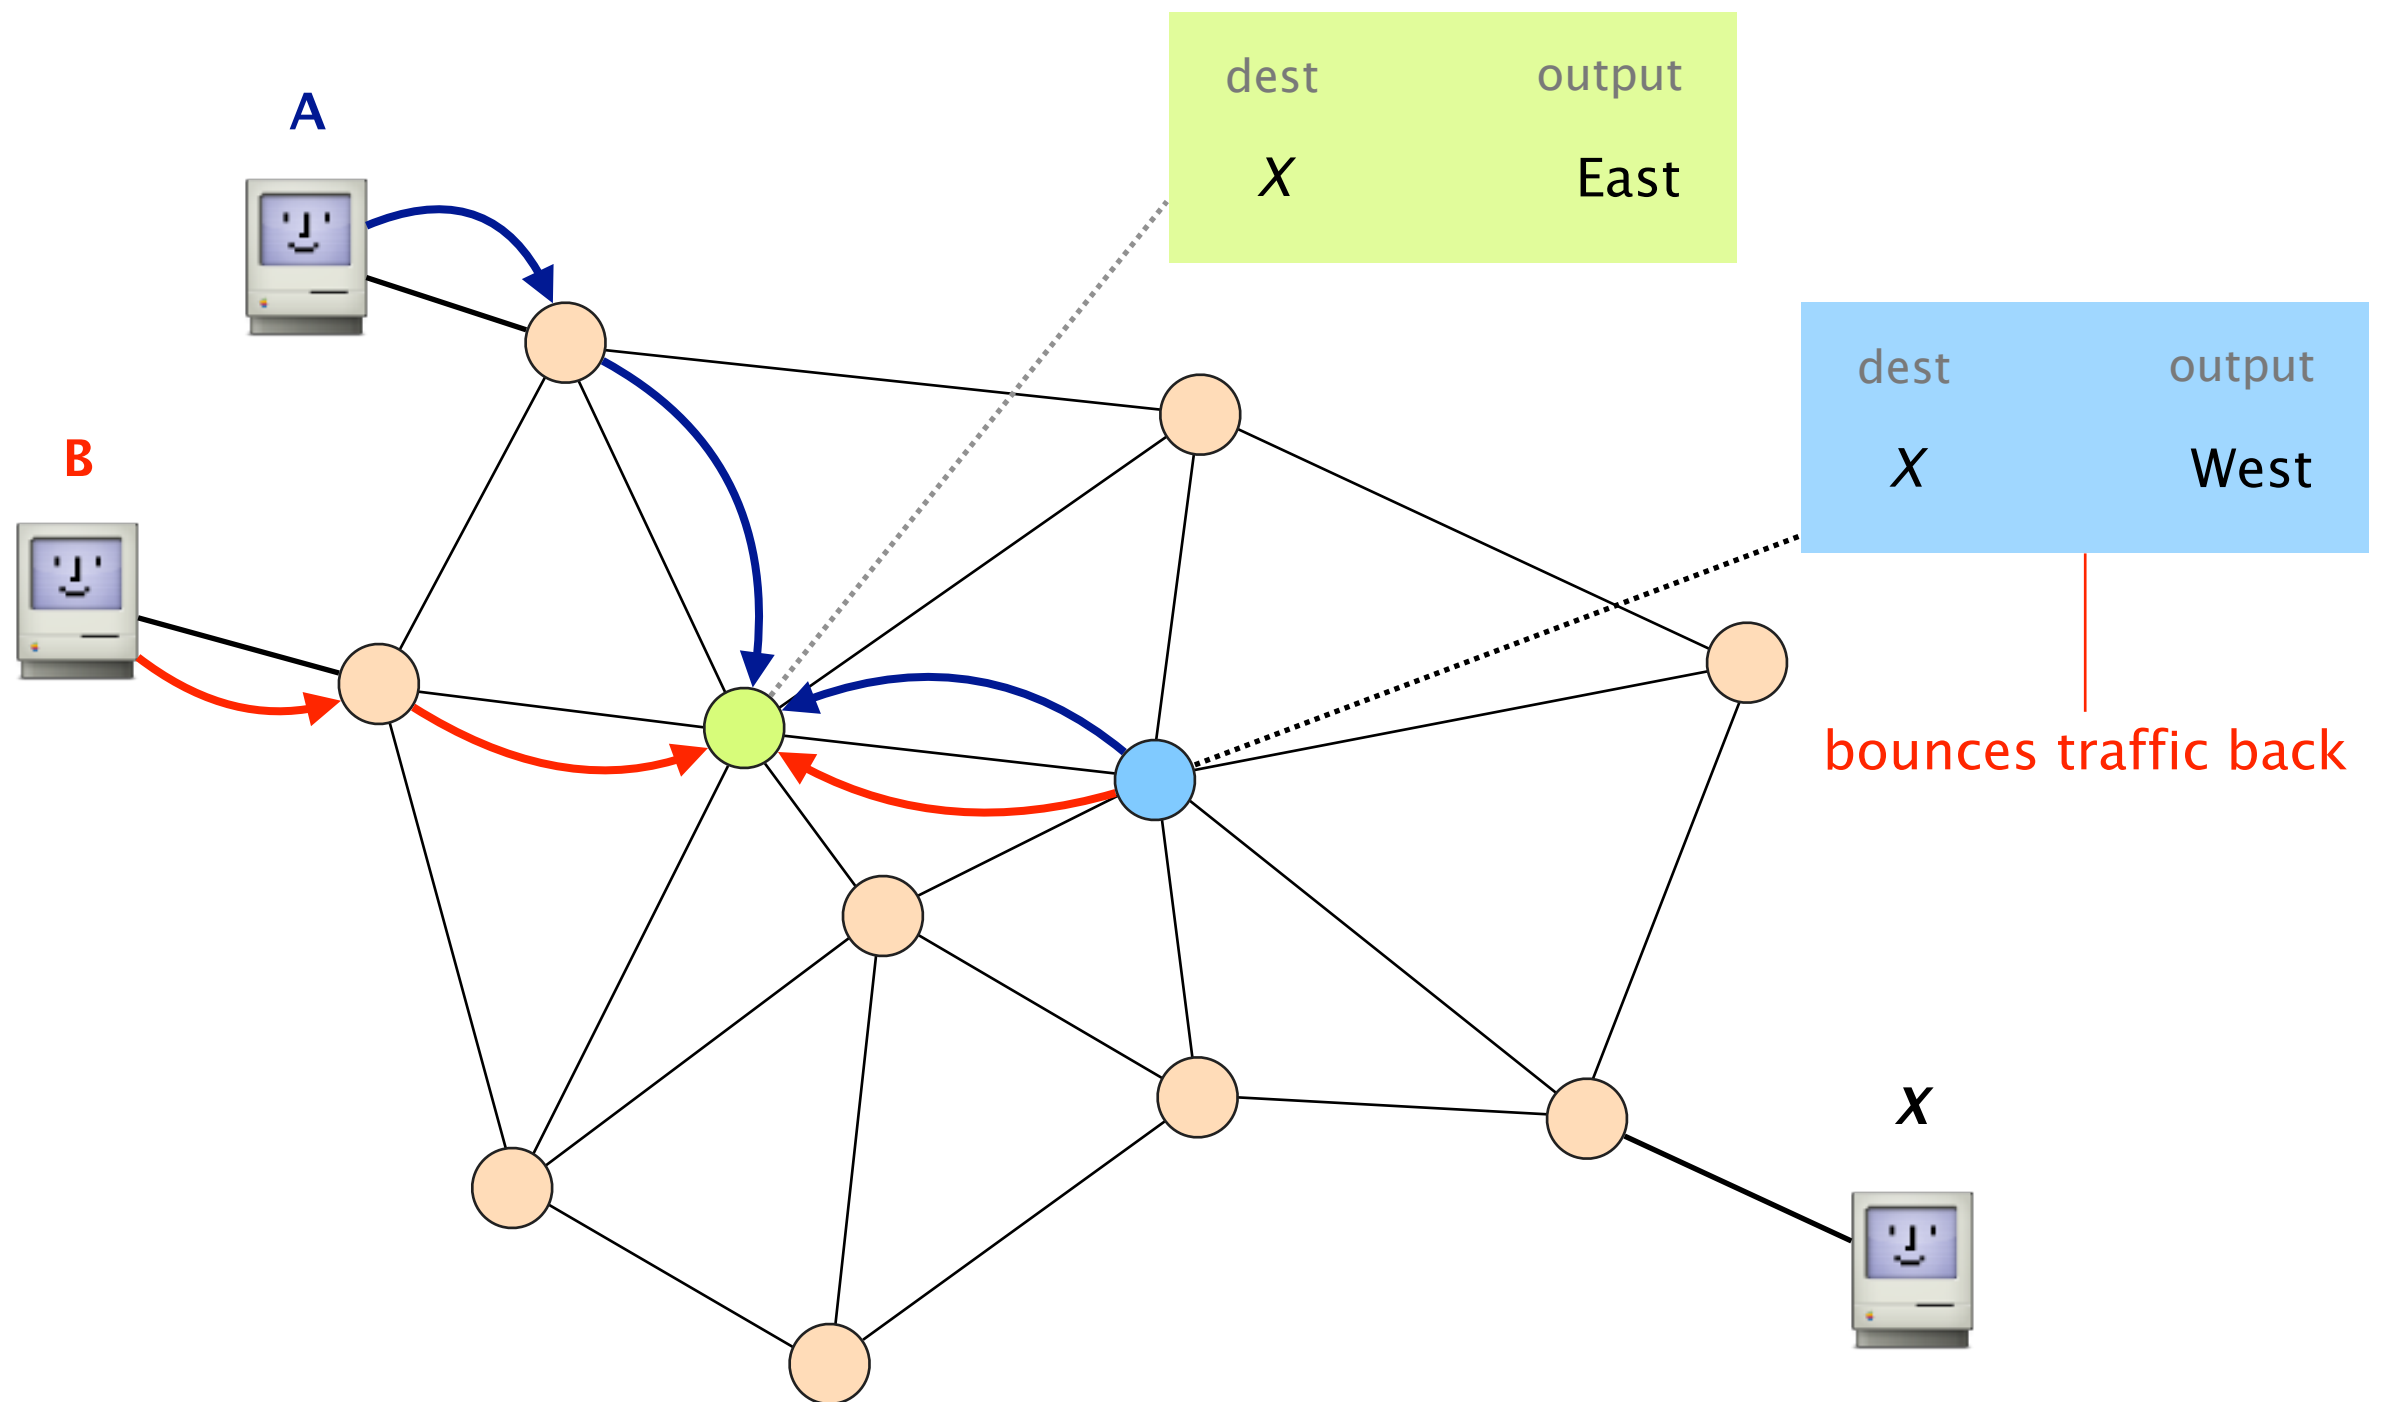 A
B
dest output
X East
dest output
X West
bounces traffic back
X